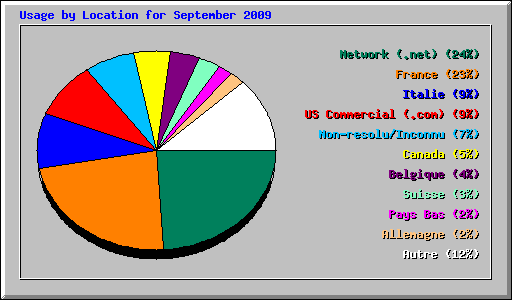 Usage by Location for September 2009
Network (.net) (24%)
France (23%)
Italie (9%)
US Commercial (.com) (9%)
Non-resolu/Inconnu (7%)
Canada (5%)
Belgique (4%)
Suisse (3%)
Pays Bas (2%)
Allemagne (2%)
Autre (12%)